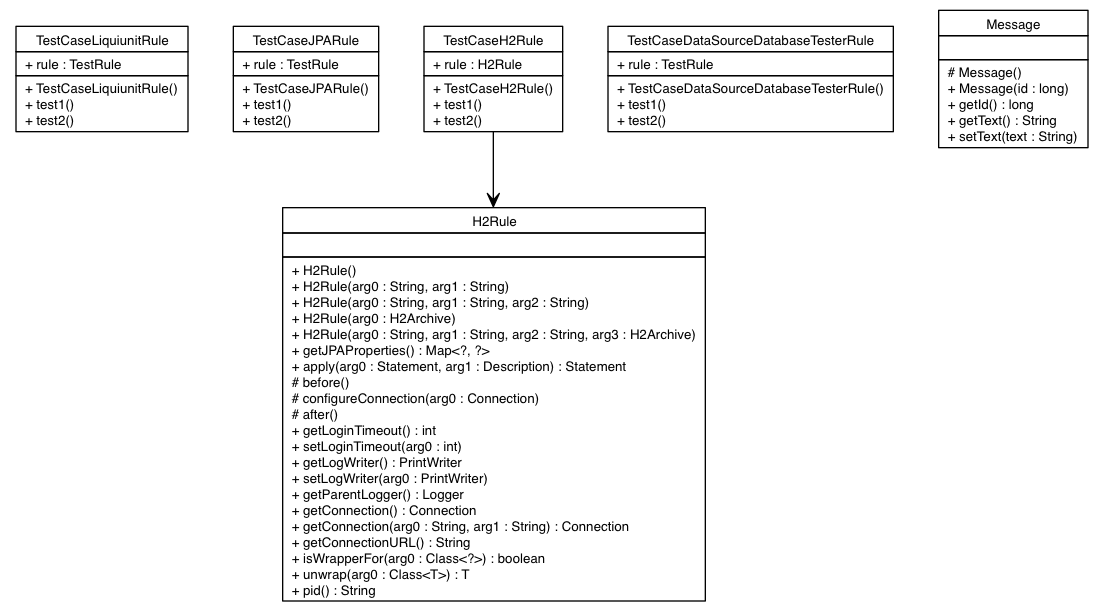 TestCaseLiquiunitRule
+ rule : TestRule
+ TestCaseLiquiunitRule()
+ test1()
+ test2()
TestCaseJPARule
+ rule : TestRule
+ TestCaseJPARule()
+ test1()
+ test2()
TestCaseH2Rule
+ rule : H2Rule
+ TestCaseH2Rule()
+ test1()
+ test2()
TestCaseDataSourceDatabaseTesterRule
+ rule : TestRule
+ TestCaseDataSourceDatabaseTesterRule()
+ test1()
+ test2()
Message
# Message()
+ Message(id : long)
+ getId() : long
+ getText() : String
+ setText(text : String)
H2Rule
+ H2Rule()
+ H2Rule(arg0 : String, arg1 : String)
+ H2Rule(arg0 : String, arg1 : String, arg2 : String)
+ H2Rule(arg0 : H2Archive)
+ H2Rule(arg0 : String, arg1 : String, arg2 : String, arg3 : H2Archive)
+ getJPAProperties() : Map<?, ?>
+ apply(arg0 : Statement, arg1 : Description) : Statement
# before()
# configureConnection(arg0 : Connection)
# after()
+ getLoginTimeout() : int
+ setLoginTimeout(arg0 : int)
+ getLogWriter() : PrintWriter
+ setLogWriter(arg0 : PrintWriter)
+ getParentLogger() : Logger
+ getConnection() : Connection
+ getConnection(arg0 : String, arg1 : String) : Connection
+ getConnectionURL() : String
+ isWrapperFor(arg0 : Class<?>) : boolean
+ unwrap(arg0 : Class<T>) : T
+ pid() : String